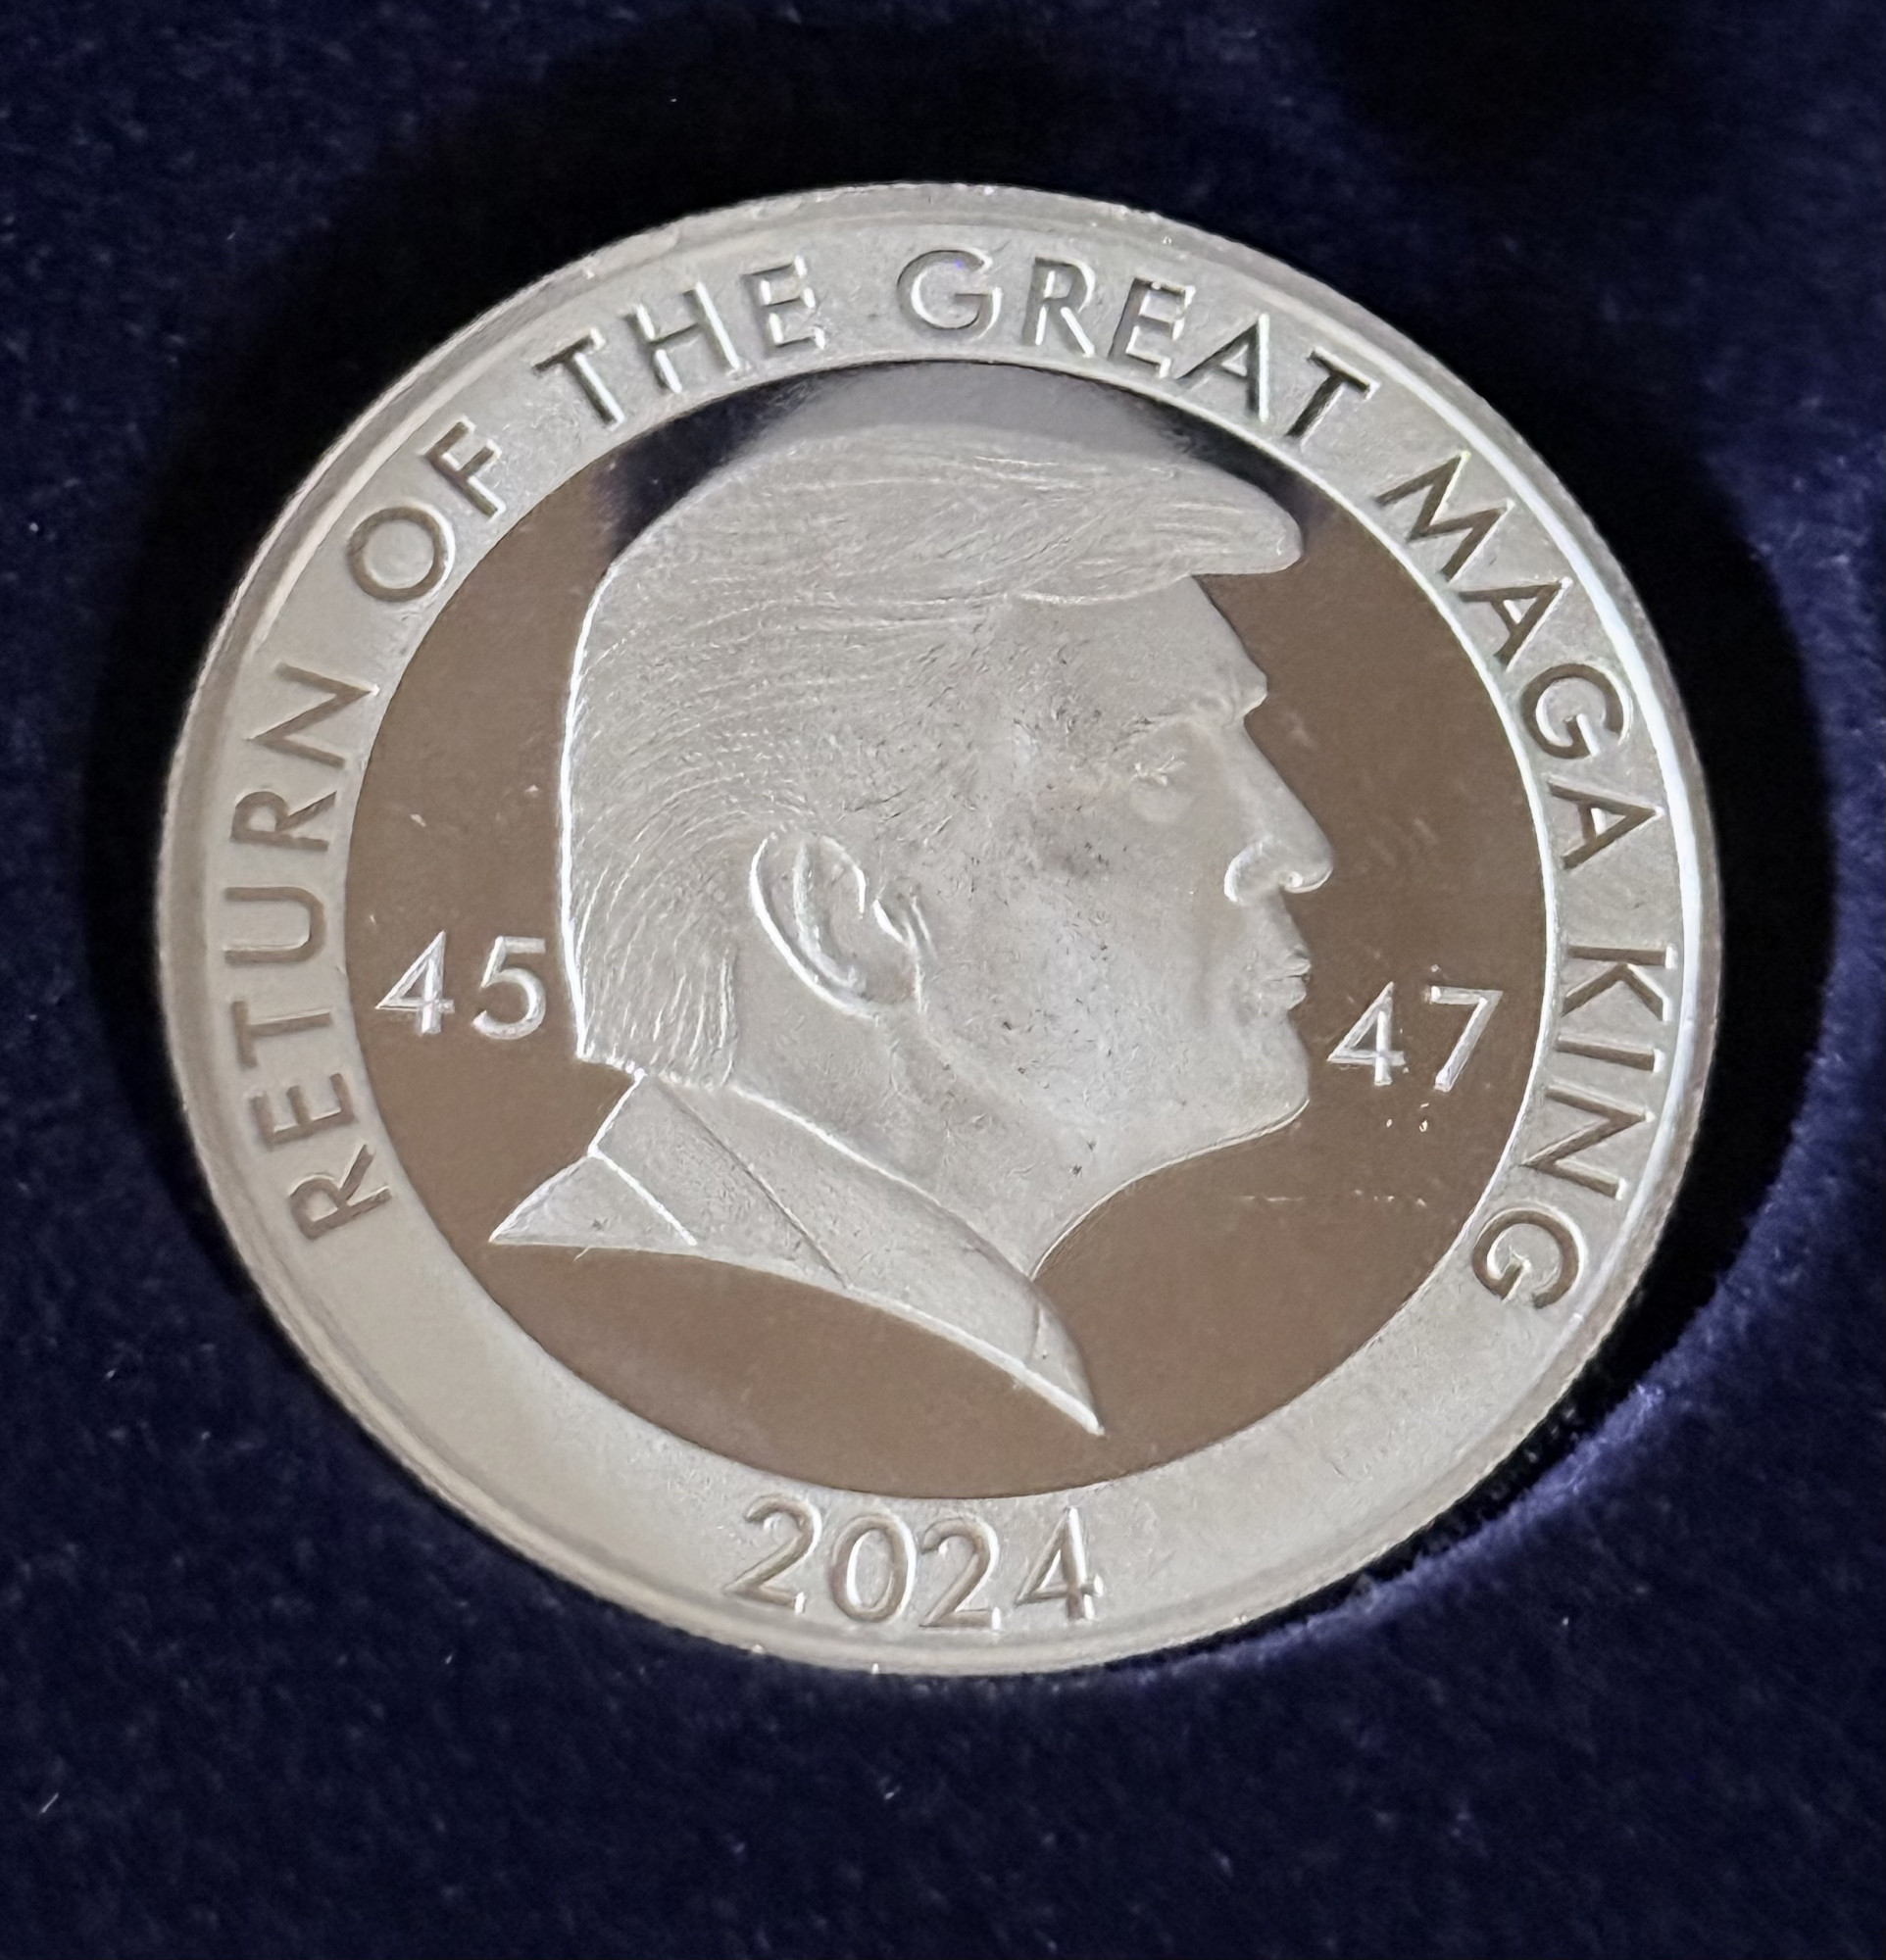 RETURN OF THE GREAT MAGA KING
45
47
2024